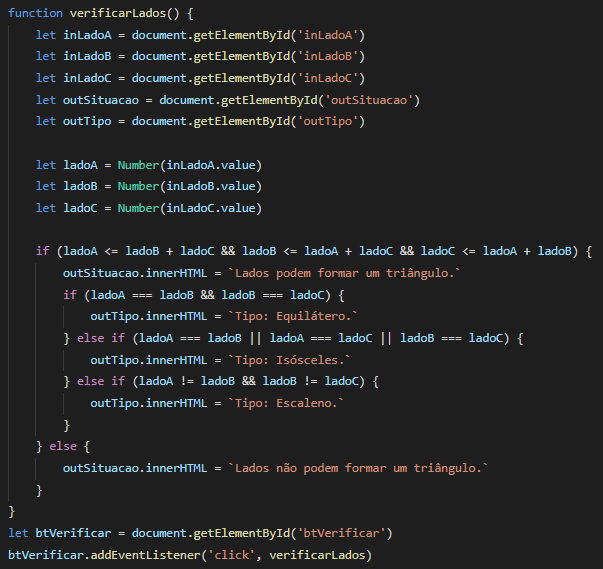 function verificarLados() {
    let inLadoA = document.getElementById('inLadoA')
    let inLadoB = document.getElementById('inLadoB')
    let inLadoC = document.getElementById('inLadoC')
    let outSituacao = document.getElementById('outSituacao')
    let outTipo = document.getElementById('outTipo')

    let ladoA = Number(inLadoA.value)
    let ladoB = Number(inLadoB.value)
    let ladoC = Number(inLadoC.value)

    if (ladoA <= ladoB + ladoC && ladoB <= ladoA + ladoC && ladoC <= ladoA + ladoB) {
        outSituacao.innerHTML = `Lados podem formar um triângulo.`
        if (ladoA === ladoB && ladoB === ladoC) {
            outTipo.innerHTML = `Tipo: Equilátero.`
        } else if (ladoA === ladoB || ladoA === ladoC || ladoB === ladoC) {
            outTipo.innerHTML = `Tipo: Isósceles.`
        } else if (ladoA != ladoB && ladoB != ladoC) {
            outTipo.innerHTML = `Tipo: Escaleno.`
        }
    } else {
        outSituacao.innerHTML = `Lados não podem formar um triângulo.`
    }
}
let btVerificar = document.getElementById('btVerificar')
btVerificar.addEventListener('click', verificarLados)